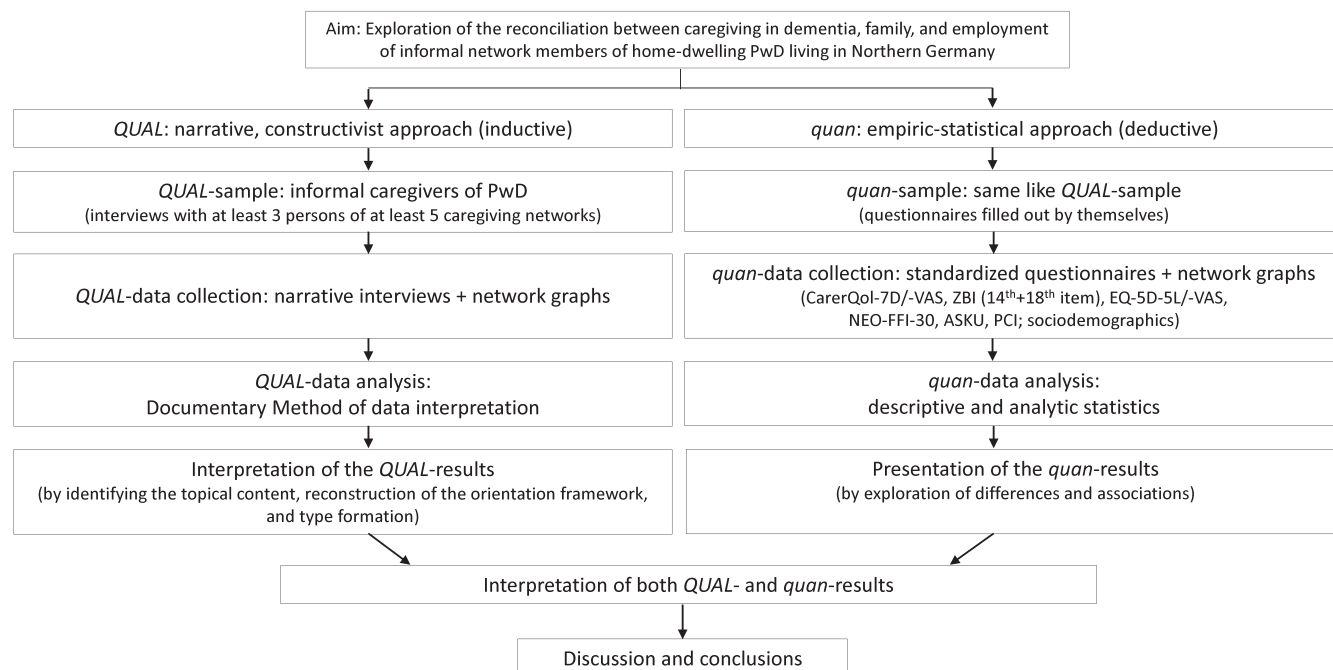 Aim: Exploration of the reconciliation between caregiving in dementia, family, and employment
of informal network members of home-dwelling PwD living in Northern Germany
QUAL: narrative, constructivist approach (inductive)
quan: empiric-statistical approach (deductive)
QUAL-sample: informal caregivers of PwD
(interviews with at least 3 persons of at least 5 caregiving networks)
quan-sample: same like QUAL-sample
(questionnaires filled out by themselves)
QUAL-data collection: narrative interviews + network graphs
quan-data collection: standardized questionnaires + network graphs
(CarerQol-7D/-VAS, ZBI (14th+18th item), EQ-5D-5L/-VAS,
NEO-FFI-30, ASKU, PCI; sociodemographics)
QUAL-data analysis:
Documentary Method of data interpretation
quan-data analysis:
descriptive and analytic statistics
Interpretation of the QUAL-results
(by identifying the topical content, reconstruction of the orientation framework,
and type formation)
Presentation of the quan-results
(by exploration of differences and associations)
Interpretation of both QUAL- and quan-results
Discussion and conclusions